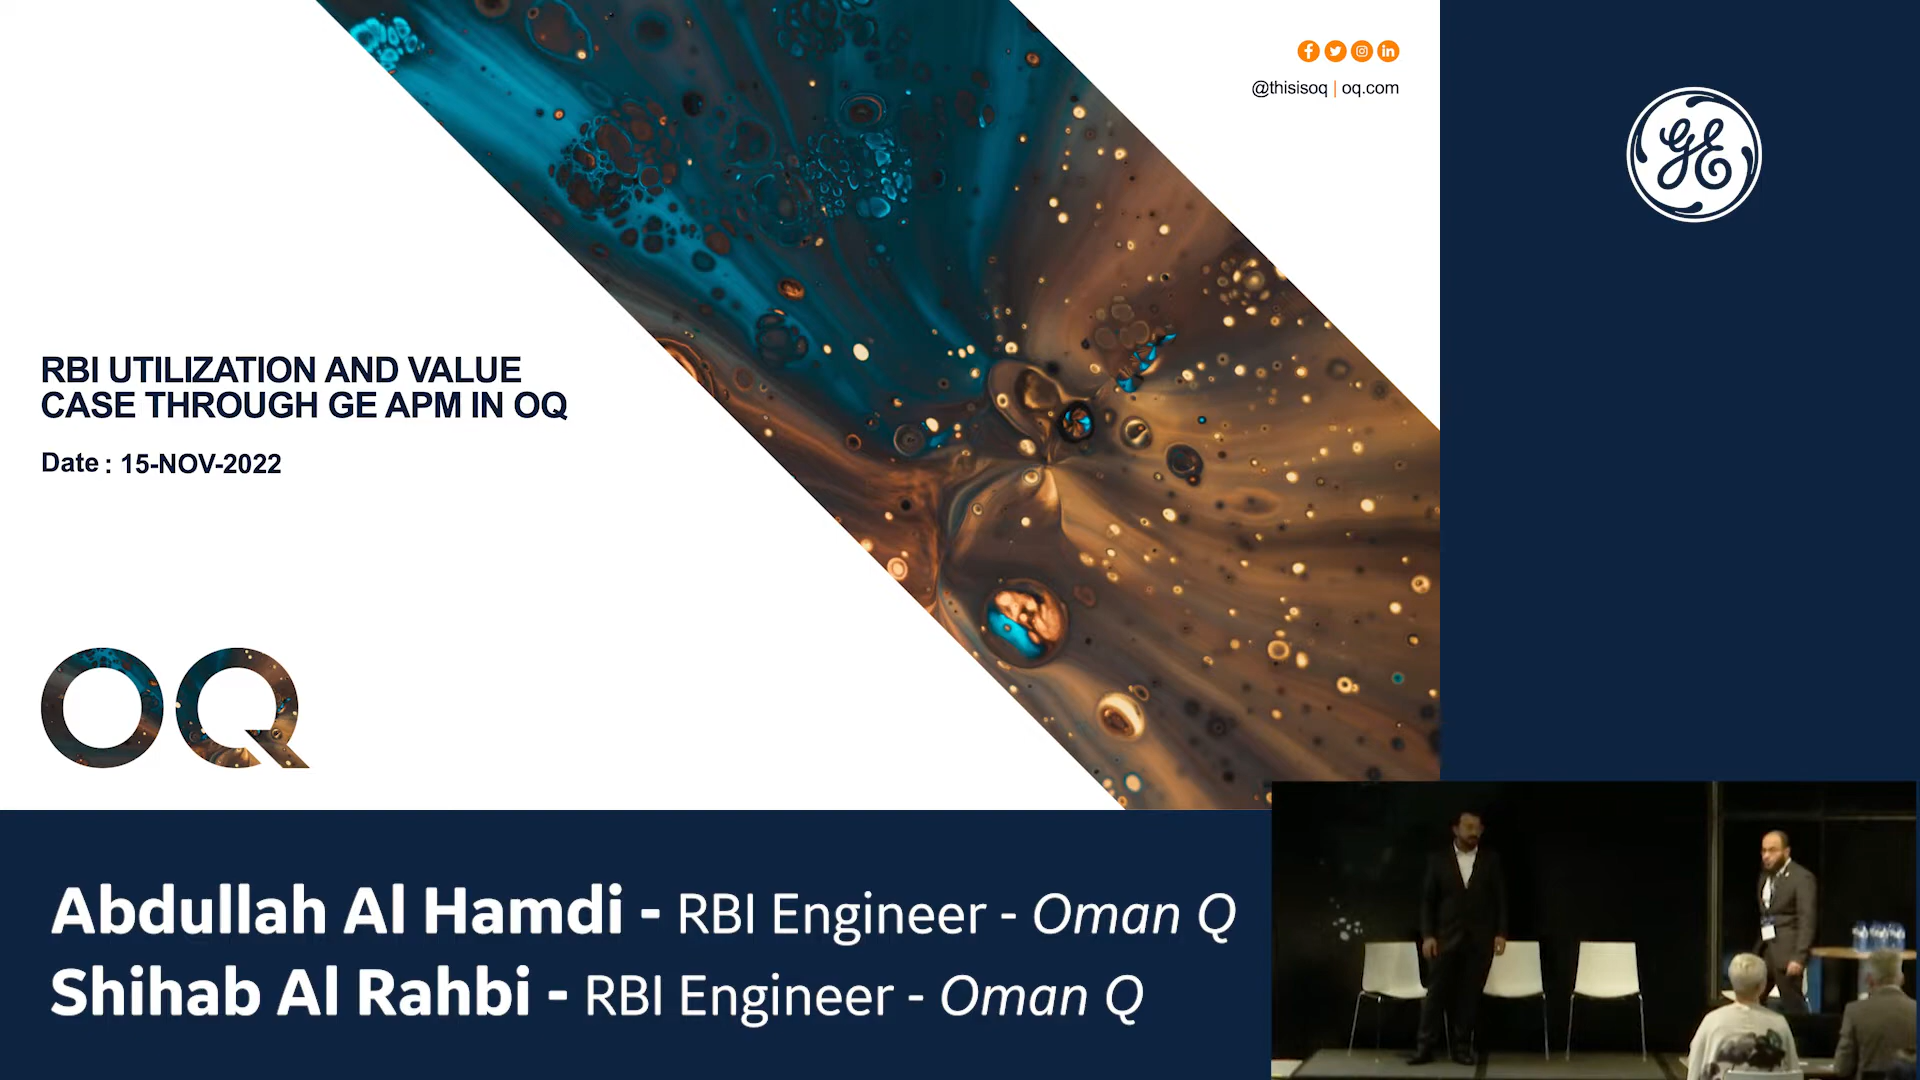 @thisisoq | oq.com
GE
RBI UTILIZATION AND VALUE
CASE THROUGH GE APM IN OQ
Date : 15-NOV-2022
OQ
Abdullah Al Hamdi - RBI Engineer - Oman Q
Shihab Al Rahbi - RBI Engineer - Oman Q